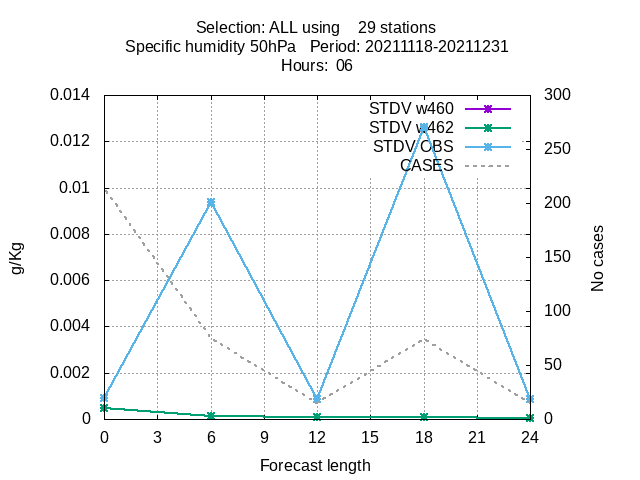 Selection: ALL using    29 stations
Specific humidity 50hPa   Period: 20211118-20211231
Hours:  06
0.014
0.012
0.01
0.008
0.006
0.004
0.002
0
g/Kg
STDV w460
STDV w462
STDV OBS
CASES
300
250
200
150
100
50
0
No cases
0 3 6 9 12 15 18 21 24
Forecast length